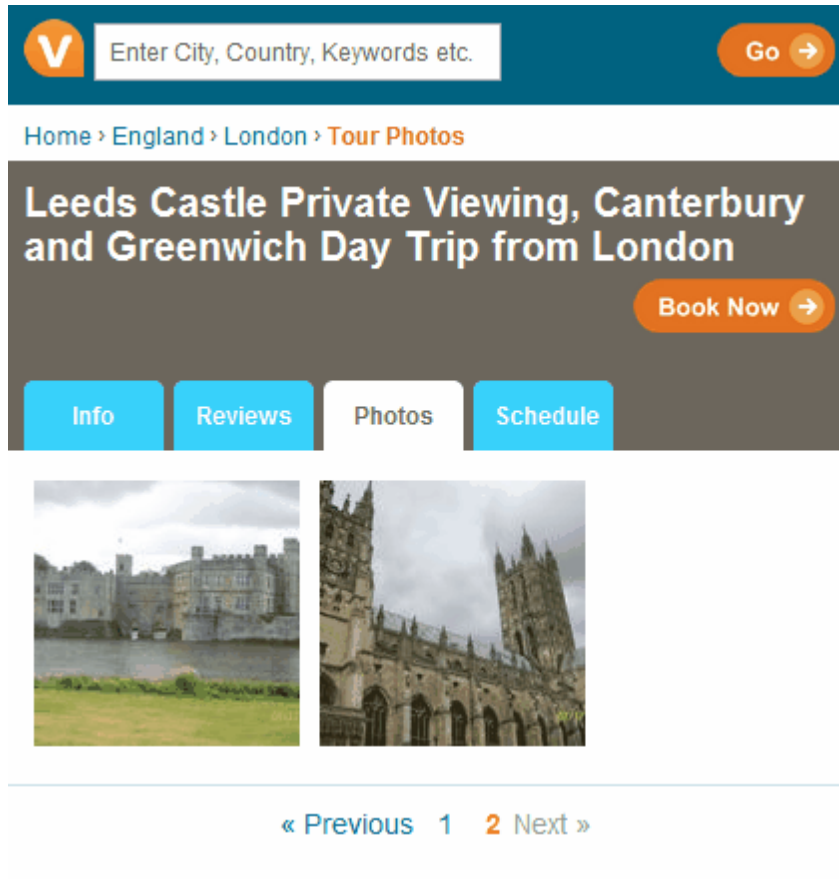 V
Enter City, Country, Keywords etc.
Go
Home › England › London › Tour Photos
Leeds Castle Private Viewing, Canterbury
and Greenwich Day Trip from London
Book Now
Info Reviews Photos Schedule
« Previous 1 2 Next »